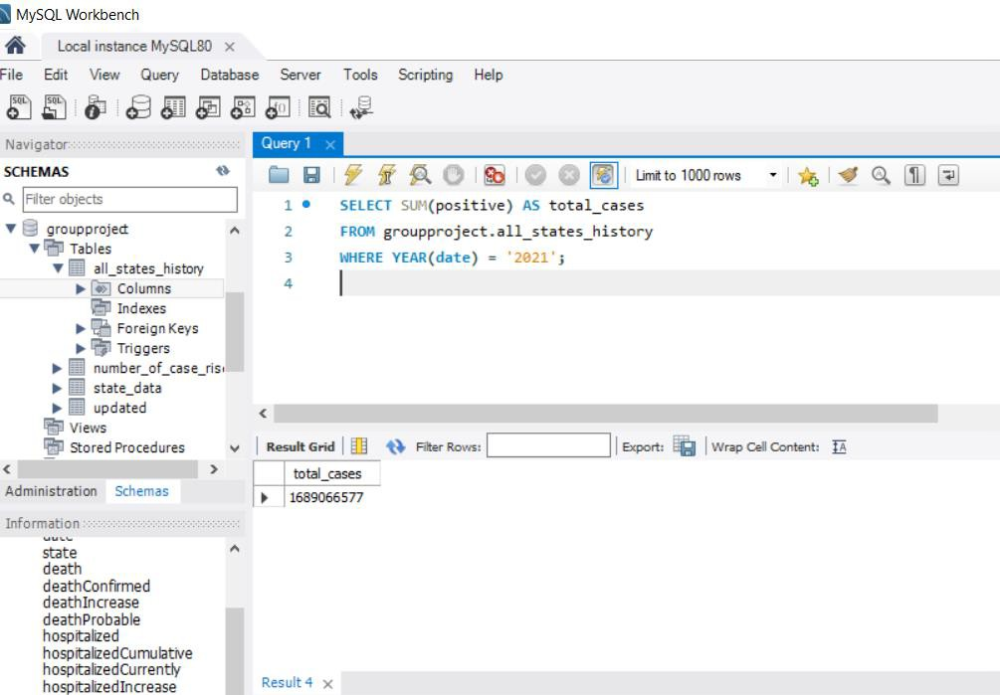 MySQL Workbench
Local instance MySQL80
File Edit View Query Database Server Tools Scripting Help
Navigator
SCHEMAS
Filter objects
groupproject
Tables
all_states_history
Columns
Indexes
Foreign Keys
Triggers
number_of_case_ris
state_data
updated
Views
Stored Procedures
Administration Schemas
Information
date
state
death
deathConfirmed
deathIncrease
deathProbable
hospitalized
hospitalizedCumulative
hospitalizedCurrently
hospitalizedIncrease
Query 1
Limit to 1000 rows
1 SELECT SUM(positive) AS total_cases
2 FROM groupproject.all_states_history
3 WHERE YEAR(date) = '2021';
4
Result Grid Filter Rows: Export: Wrap Cell Content:
total_cases
1689066577
Result 4